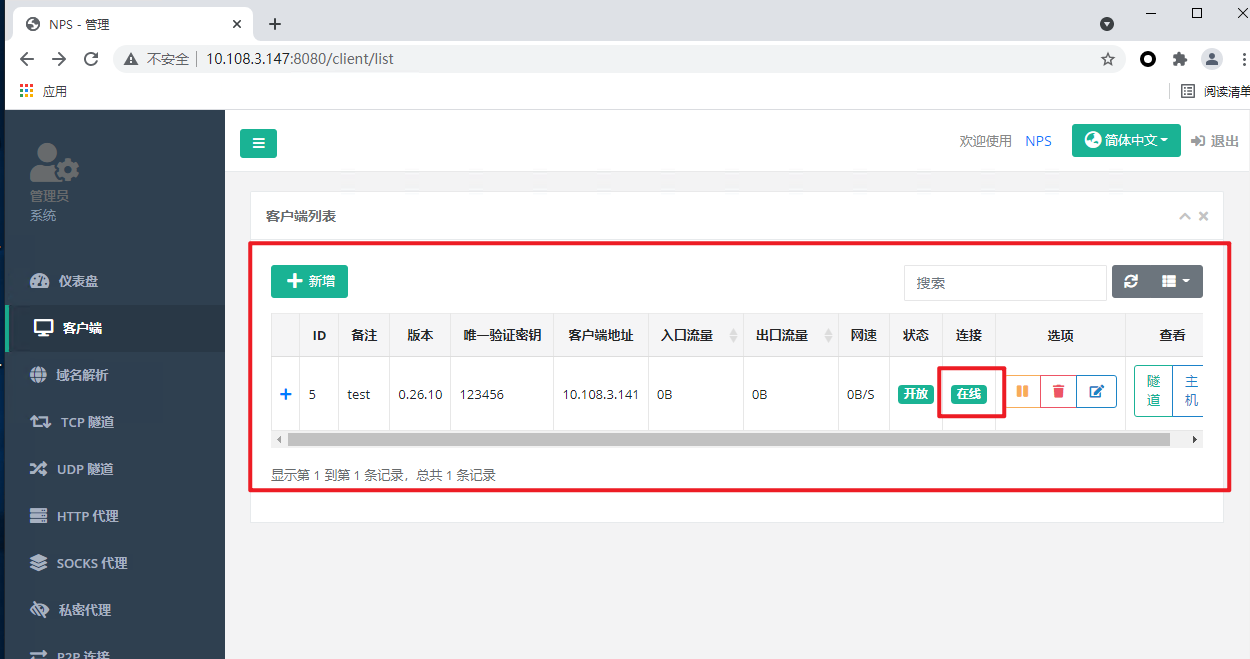 NPS - 管理
不安全 10.108.3.147:8080/client/list
应用 阅读清单
欢迎使用 NPS 简体中文 退出
管理员
系统
仪表盘
客户端
域名解析
TCP 隧道
UDP 隧道
HTTP 代理
SOCKS 代理
私密代理
P2P 连接
客户端列表
新增 搜索
ID 备注 版本 唯一验证密钥 客户端地址 入口流量 出口流量 网速 状态 连接 选项 查看
5 test 0.26.10 123456 10.108.3.141 0B 0B 0B/S 开放 在线 隧道 主机
显示第 1 到第 1 条记录，总共 1 条记录